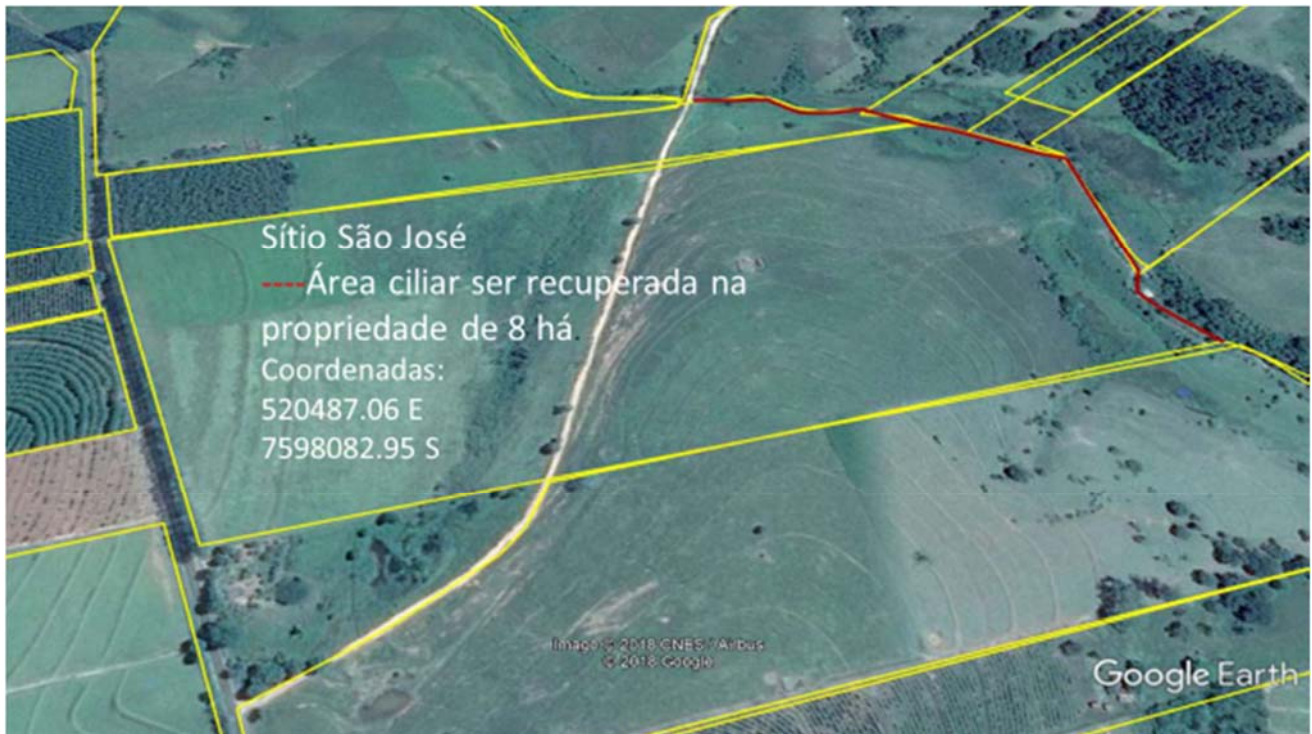 Sítio São José
----Área ciliar ser recuperada na
propriedade de 8 há.
Coordenadas:
520487.06 E
7598082.95 S
Image © 2018 CNES / Airbus
© 2018 Google
Google Earth